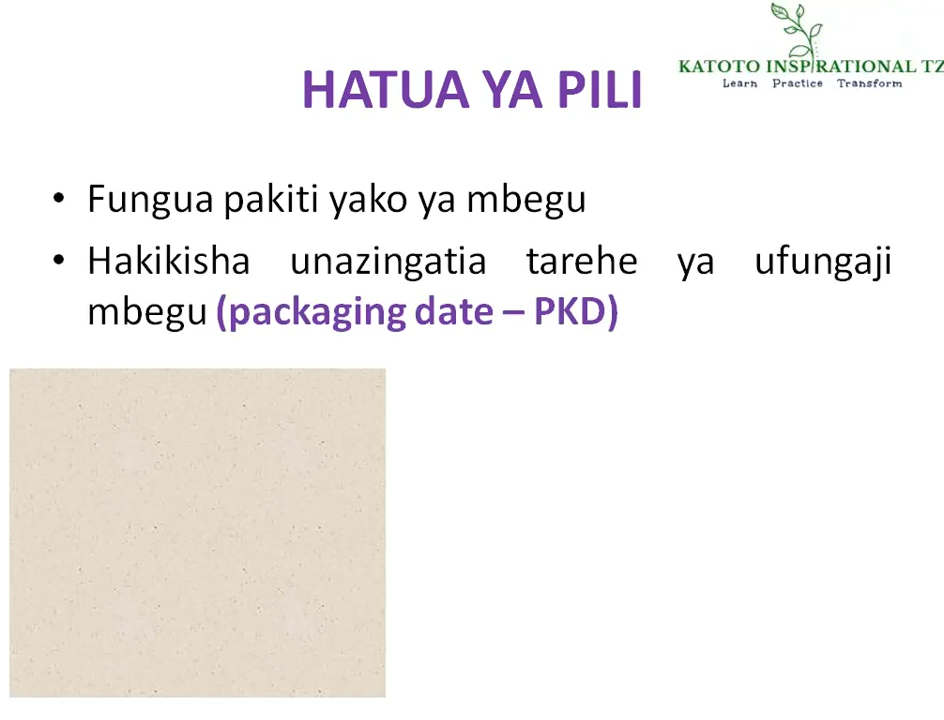 KATOTO INSPIRATIONAL TZ
Learn Practice Transform
HATUA YA PILI
• Fungua pakiti yako ya mbegu
• Hakikisha unazingatia tarehe ya ufungaji
mbegu (packaging date – PKD)